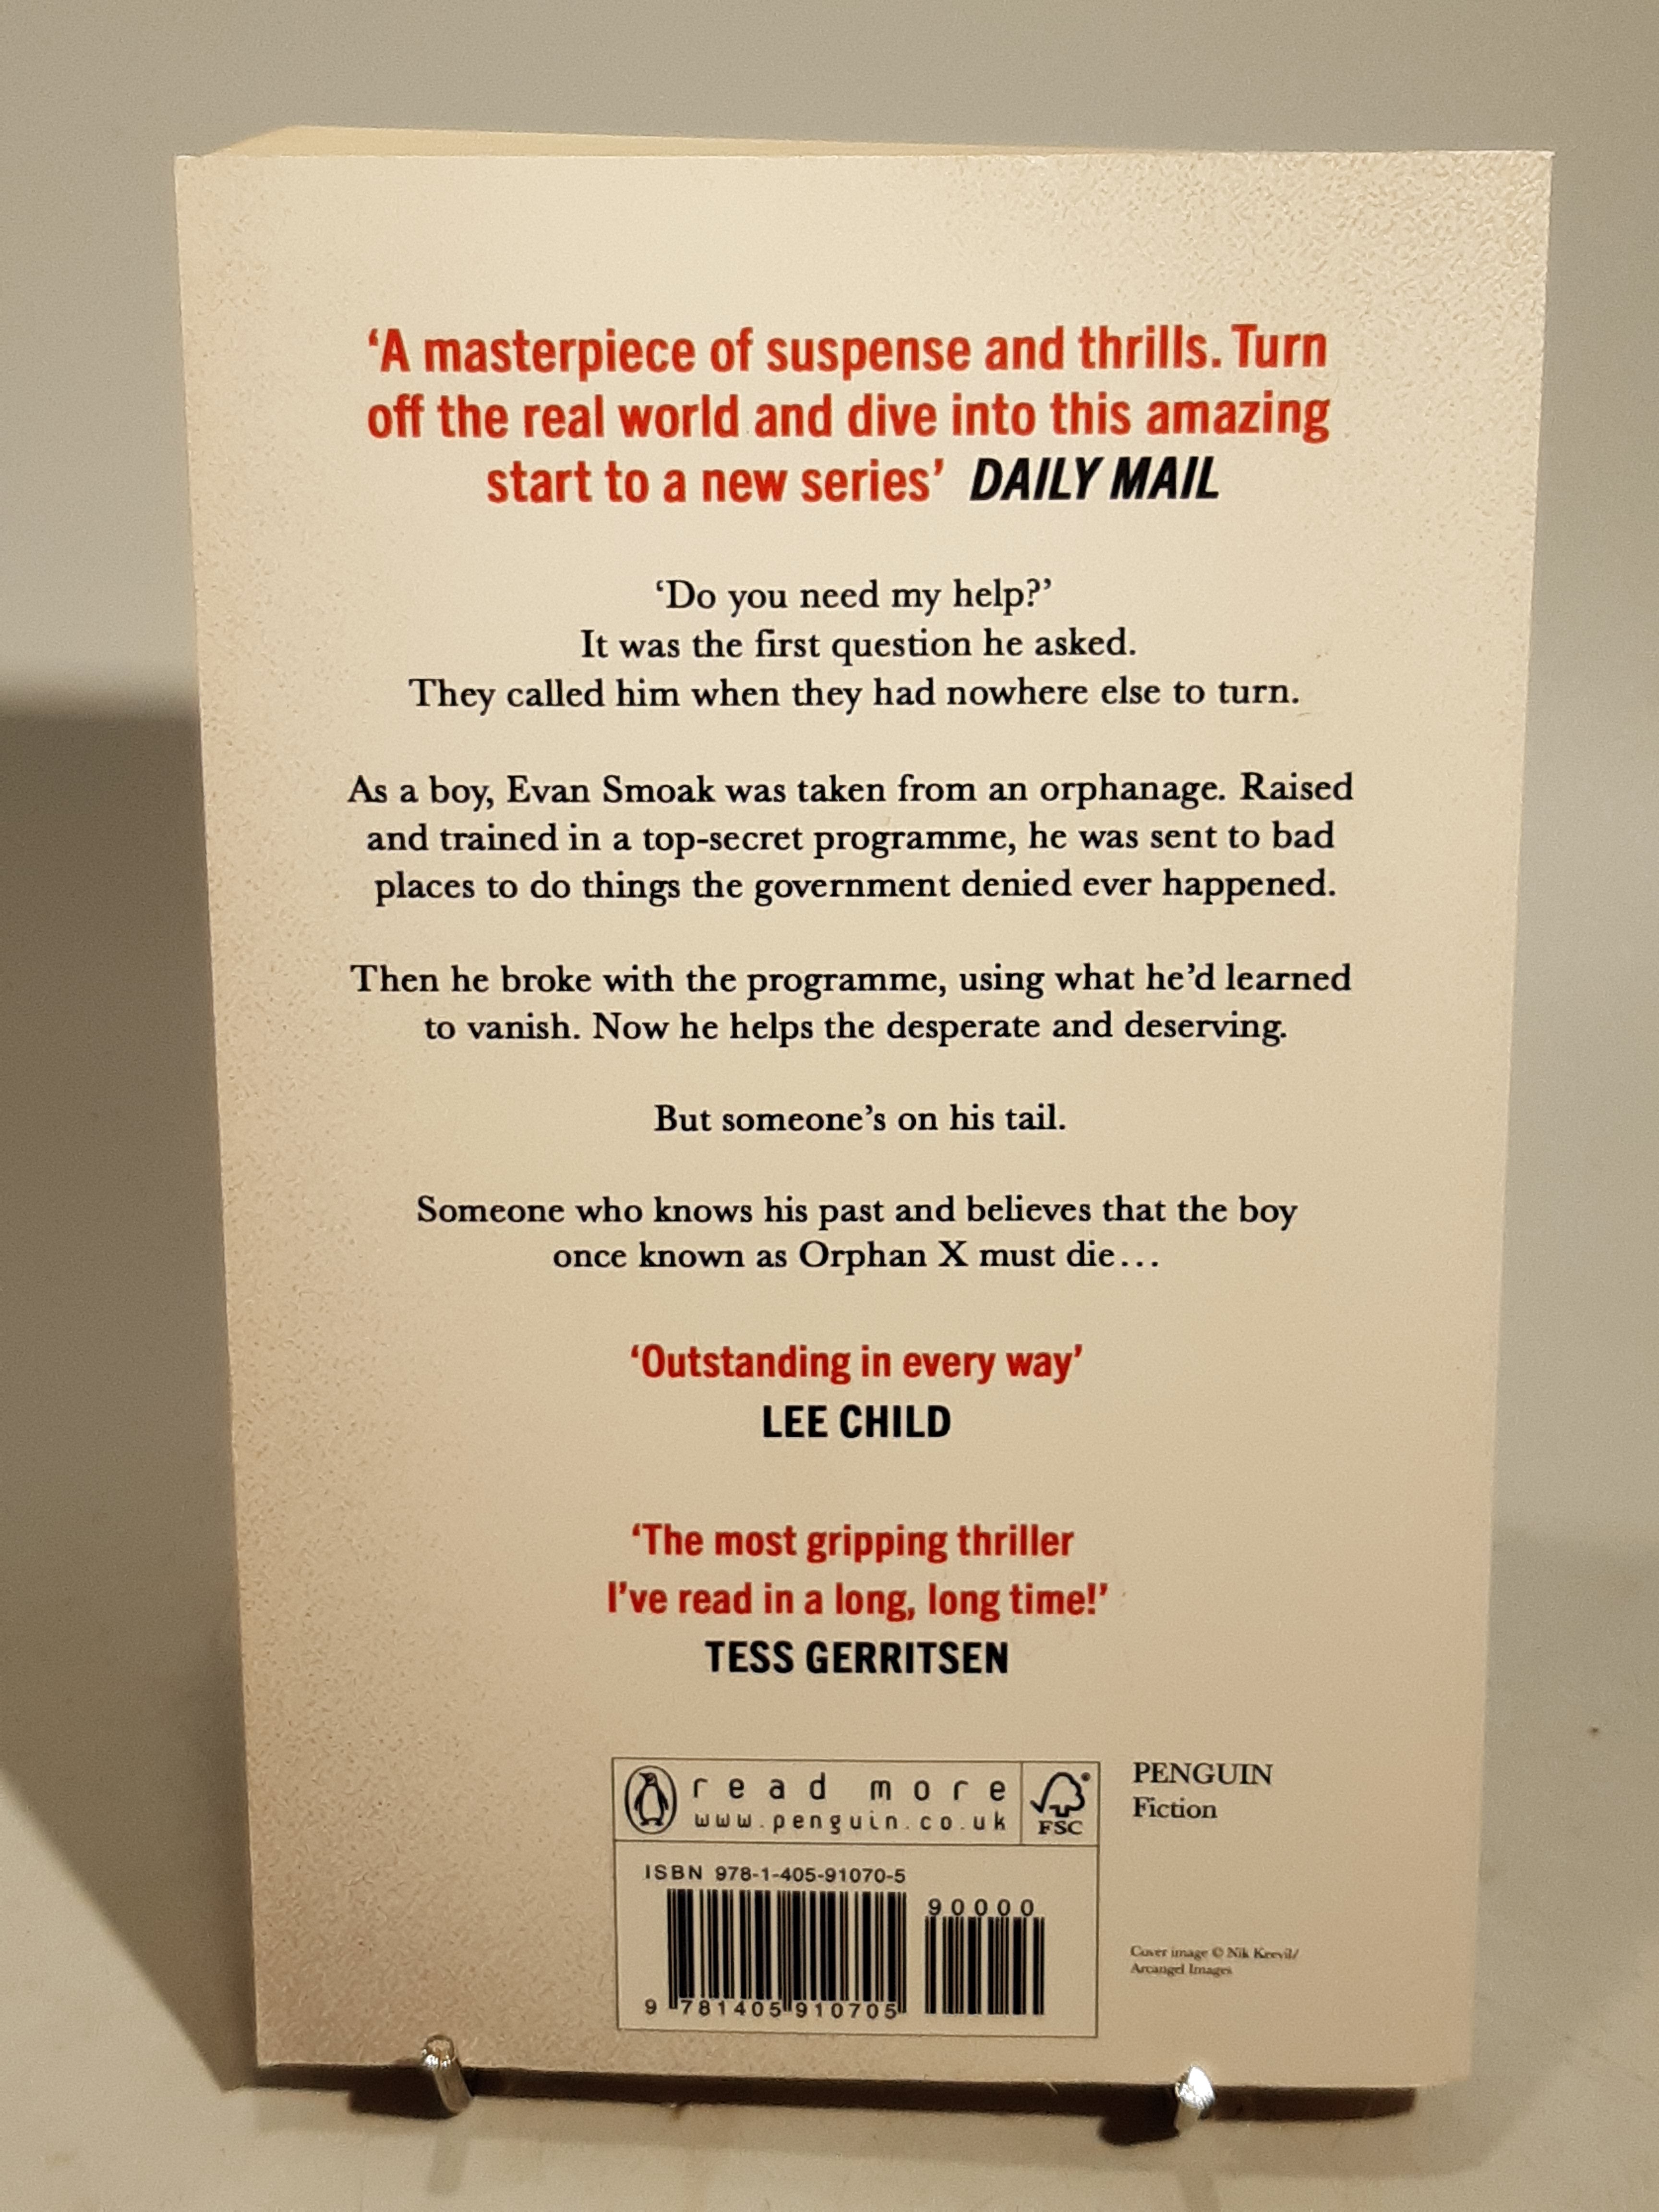 ‘A masterpiece of suspense and thrills. Turn
off the real world and dive into this amazing
start to a new series’ DAILY MAIL
‘Do you need my help?’
It was the first question he asked.
They called him when they had nowhere else to turn.
As a boy, Evan Smoak was taken from an orphanage. Raised
and trained in a top-secret programme, he was sent to bad
places to do things the government denied ever happened.
Then he broke with the programme, using what he’d learned
to vanish. Now he helps the desperate and deserving.
But someone’s on his tail.
Someone who knows his past and believes that the boy
once known as Orphan X must die…
‘Outstanding in every way’
LEE CHILD
‘The most gripping thriller
I’ve read in a long, long time!’
TESS GERRITSEN
read more
www.penguin.co.uk
FSC
PENGUIN
Fiction
ISBN 978-1-405-91070-5
90000
9 781405 910705
Cover image © Nik Keevil/
Arcangel Images